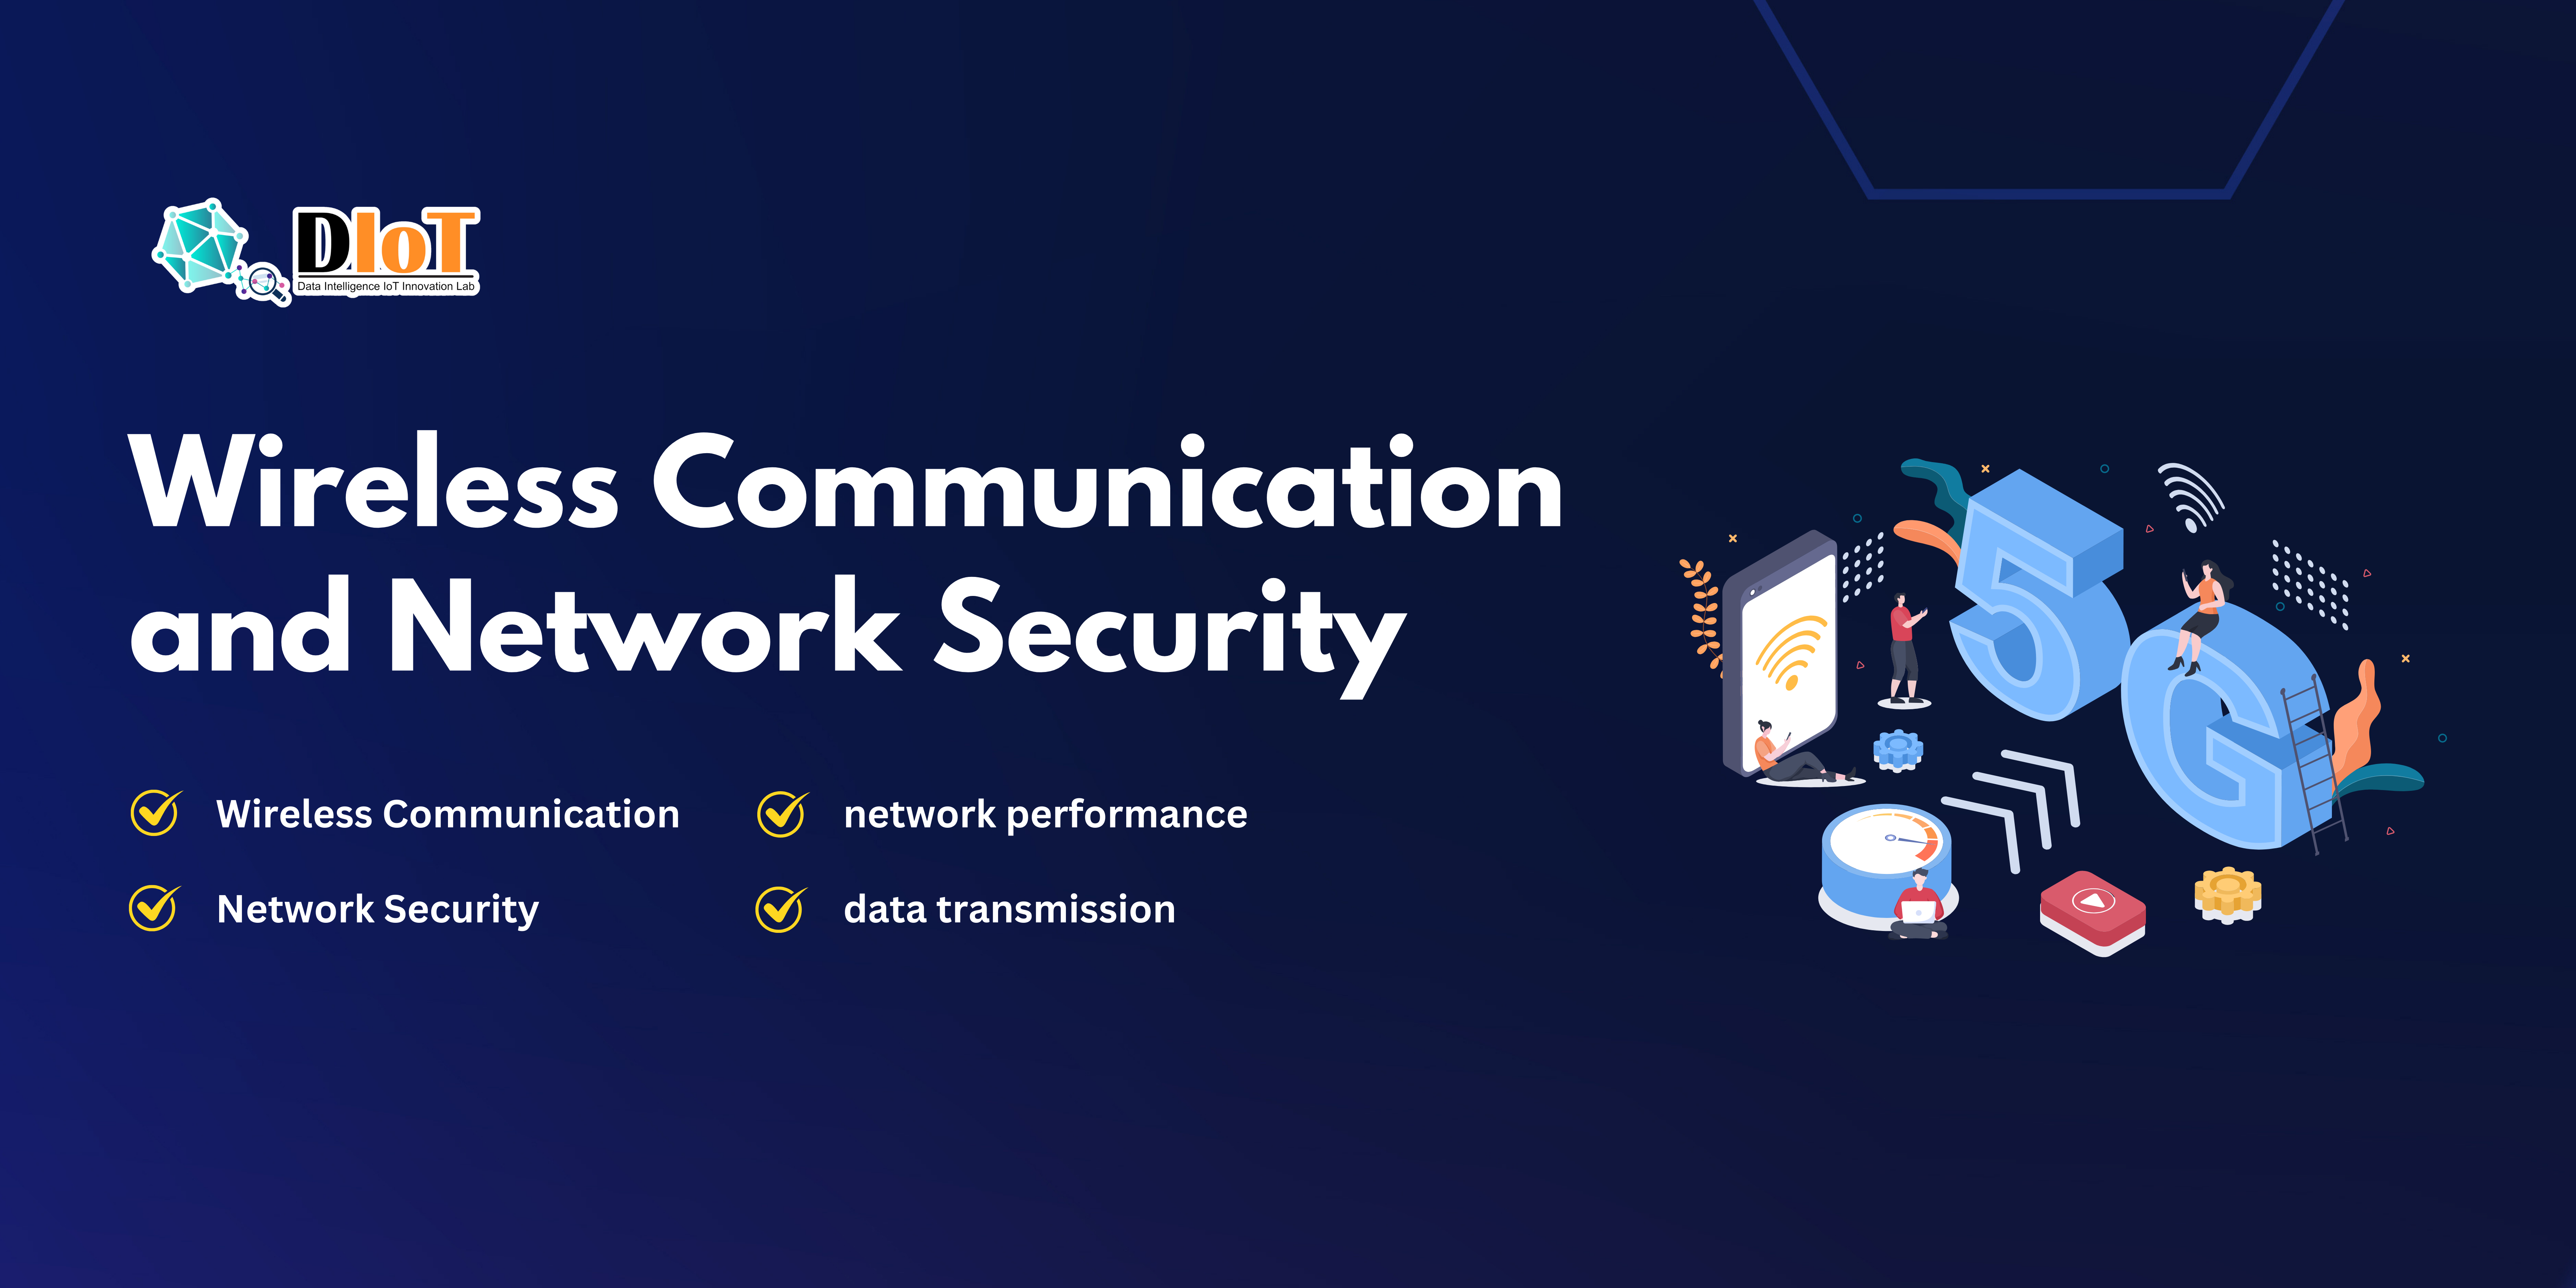 DIoT
Data Intelligence IoT Innovation Lab
Wireless Communication
and Network Security
Wireless Communication
network performance
Network Security
data transmission
5G